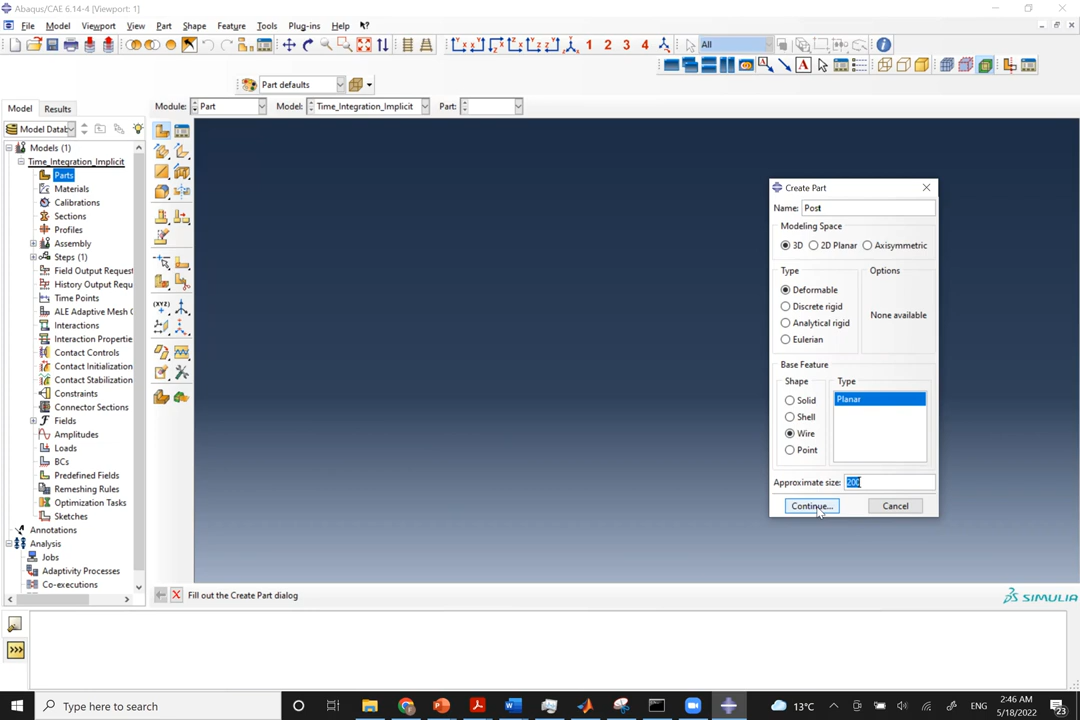 Abaqus/CAE 6.14-4 [Viewport: 1]
File Model Viewport View Part Shape Feature Tools Plug-ins Help
1 2 3 4 All
Part defaults
Model Results Module: Part Model: Time_Integration_Implicit Part:
Model Datab
Models (1)
Time_Integration_Implicit
Parts
Materials
Calibrations
Sections
Profiles
Assembly
Steps (1)
Field Output Request
History Output Requ
Time Points
ALE Adaptive Mesh C
Interactions
Interaction Propertie
Contact Controls
Contact Initialization
Contact Stabilization
Constraints
Connector Sections
Fields
Amplitudes
Loads
BCs
Predefined Fields
Remeshing Rules
Optimization Tasks
Sketches
Annotations
Analysis
Jobs
Adaptivity Processes
Co-executions
(XYZ)
Create Part
Name: Post
Modeling Space
3D 2D Planar Axisymmetric
Type Options
Deformable
Discrete rigid
Analytical rigid
Eulerian
None available
Base Feature
Shape Type
Solid
Shell
Wire
Point
Planar
Approximate size: 200
Continue... Cancel
Fill out the Create Part dialog
SIMULIA
>>>
Type here to search
13°C ENG
2:46 AM
5/18/2022
23